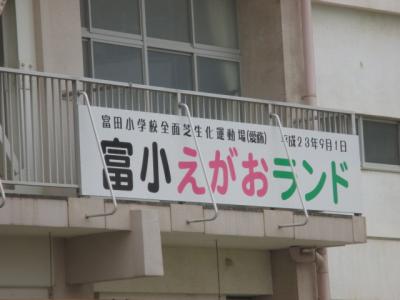 富田小学校全面芝生化運動場(愛称) 平成23年9月1日
富小えがおランド